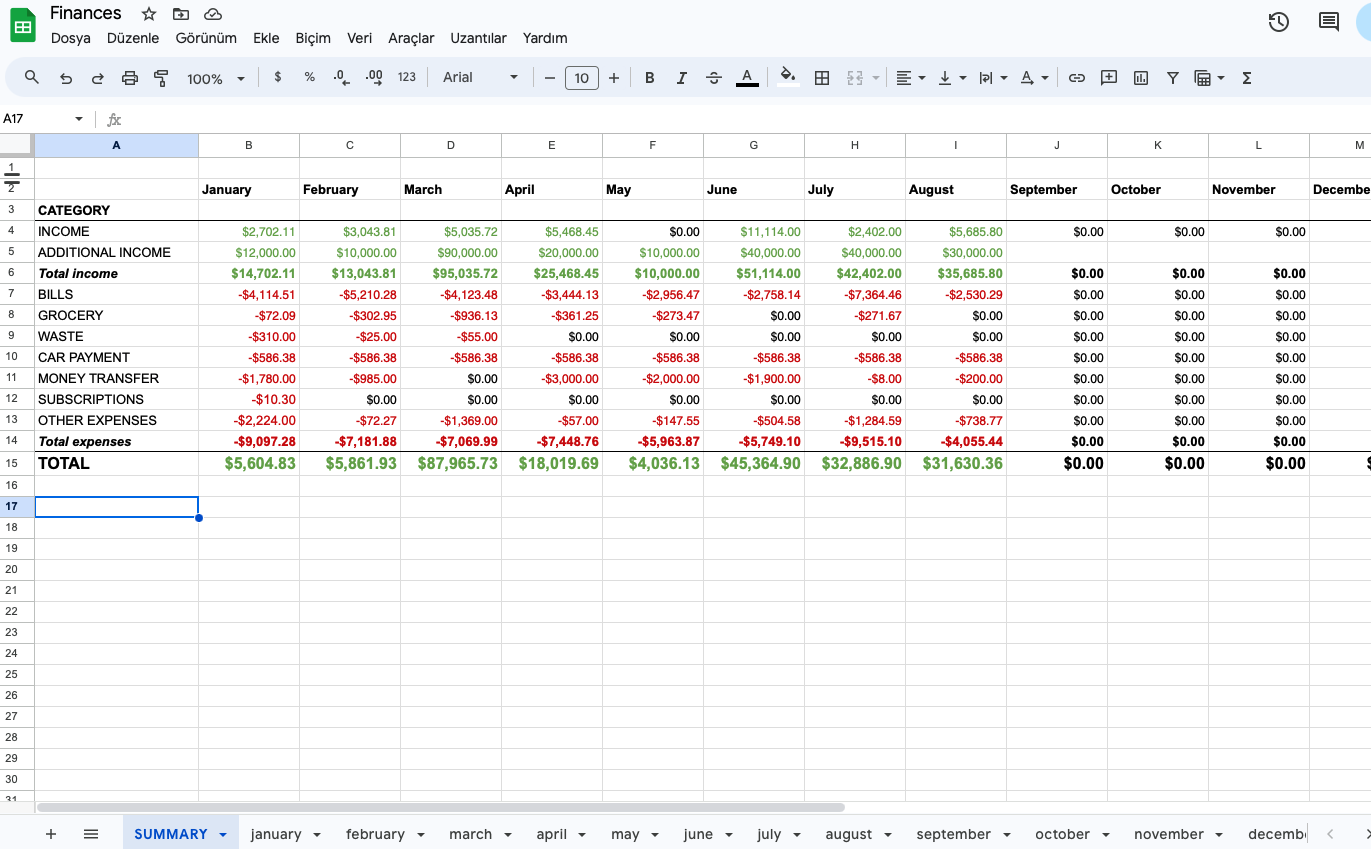 Finances
Dosya Düzenle Görünüm Ekle Biçim Veri Araçlar Uzantılar Yardım
100% $ % .0 .00 123 Arial 10 B I S A Σ
A17 fx
A B C D E F G H I J K L M
1
2 January February March April May June July August September October November Decembe
3 CATEGORY
4 INCOME $2,702.11 $3,043.81 $5,035.72 $5,468.45 $0.00 $11,114.00 $2,402.00 $5,685.80 $0.00 $0.00 $0.00
5 ADDITIONAL INCOME $12,000.00 $10,000.00 $90,000.00 $20,000.00 $10,000.00 $40,000.00 $40,000.00 $30,000.00
6 Total income $14,702.11 $13,043.81 $95,035.72 $25,468.45 $10,000.00 $51,114.00 $42,402.00 $35,685.80 $0.00 $0.00 $0.00
7 BILLS -$4,114.51 -$5,210.28 -$4,123.48 -$3,444.13 -$2,956.47 -$2,758.14 -$7,364.46 -$2,530.29 $0.00 $0.00 $0.00
8 GROCERY -$72.09 -$302.95 -$936.13 -$361.25 -$273.47 $0.00 -$271.67 $0.00 $0.00 $0.00 $0.00
9 WASTE -$310.00 -$25.00 -$55.00 $0.00 $0.00 $0.00 $0.00 $0.00 $0.00 $0.00 $0.00
10 CAR PAYMENT -$586.38 -$586.38 -$586.38 -$586.38 -$586.38 -$586.38 -$586.38 -$586.38 $0.00 $0.00 $0.00
11 MONEY TRANSFER -$1,780.00 -$985.00 $0.00 -$3,000.00 -$2,000.00 -$1,900.00 -$8.00 -$200.00 $0.00 $0.00 $0.00
12 SUBSCRIPTIONS -$10.30 $0.00 $0.00 $0.00 $0.00 $0.00 $0.00 $0.00 $0.00 $0.00 $0.00
13 OTHER EXPENSES -$2,224.00 -$72.27 -$1,369.00 -$57.00 -$147.55 -$504.58 -$1,284.59 -$738.77 $0.00 $0.00 $0.00
14 Total expenses -$9,097.28 -$7,181.88 -$7,069.99 -$7,448.76 -$5,963.87 -$5,749.10 -$9,515.10 -$4,055.44 $0.00 $0.00 $0.00
15 TOTAL $5,604.83 $5,861.93 $87,965.73 $18,019.69 $4,036.13 $45,364.90 $32,886.90 $31,630.36 $0.00 $0.00 $0.00 $
16
17
18
19
20
21
22
23
24
25
26
27
28
29
30
31
SUMMARY january february march april may june july august september october november decemb